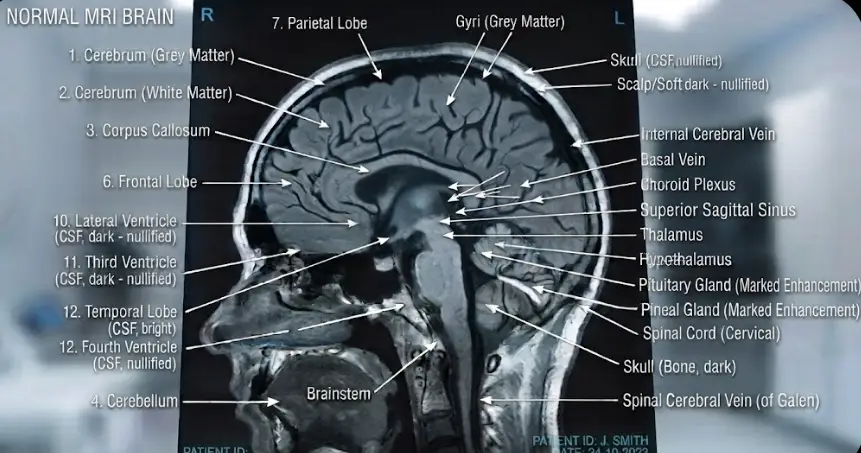 NORMAL MRI BRAIN
R
L
7. Parietal Lobe
Gyri (Grey Matter)
1. Cerebrum (Grey Matter)
2. Cerebrum (White Matter)
3. Corpus Callosum
6. Frontal Lobe
10. Lateral Ventricle
(CSF, dark - nullified)
11. Third Ventricle
(CSF, dark - nullified)
12. Temporal Lobe
(CSF, bright)
12. Fourth Ventricle
(CSF, nullified)
4. Cerebellum
Brainstem
Skull (CSF, nullified)
Scalp/Soft dark - nullified)
Internal Cerebral Vein
Basal Vein
Choroid Plexus
Superior Sagittal Sinus
Thalamus
Pituitary Gland (Marked Enhancement)
Pineal Gland (Marked Enhancement)
Spinal Cord (Cervical)
Skull (Bone, dark)
Spinal Cerebral Vein (of Galen)
PATIENT ID:
PATIENT ID: J. SMITH
DATE: 24-10-2023